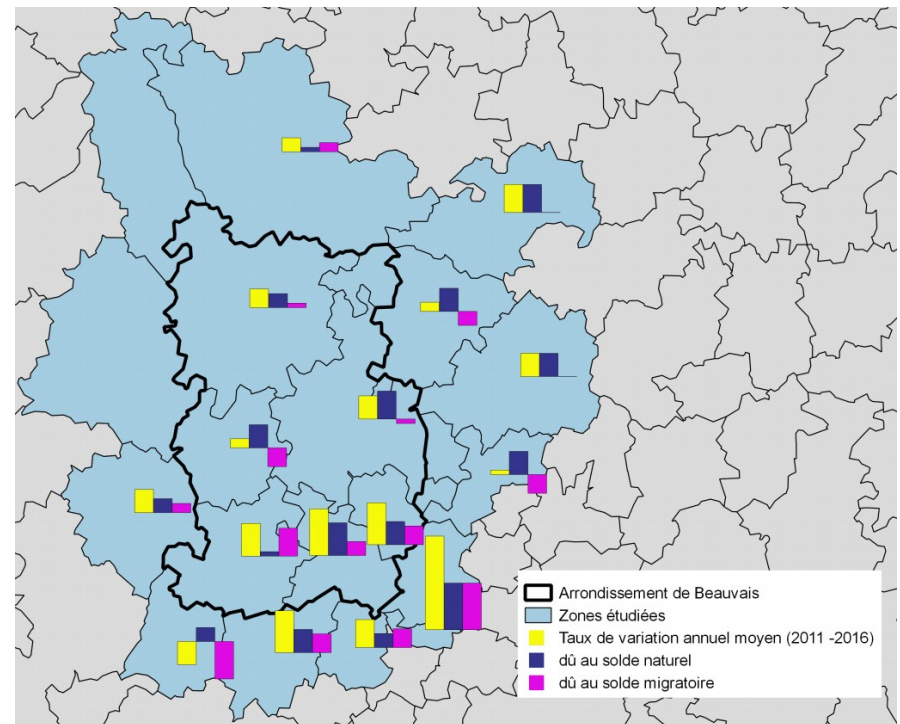 Arrondissement de Beauvais
Zones étudiées
Taux de variation annuel moyen (2011 -2016)
dû au solde naturel
dû au solde migratoire